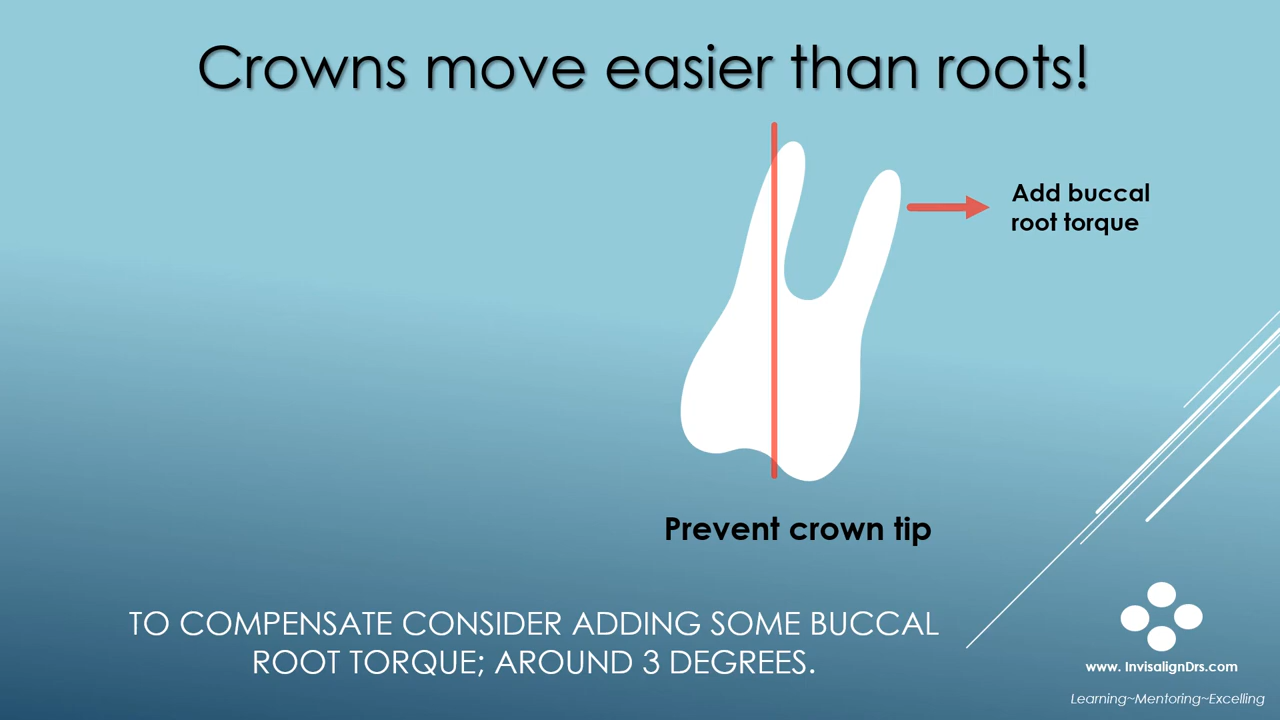 Crowns move easier than roots!
Add buccal
root torque
Prevent crown tip
TO COMPENSATE CONSIDER ADDING SOME BUCCAL
ROOT TORQUE; AROUND 3 DEGREES.
www. InvisalignDrs.com
Learning~Mentoring~Excelling